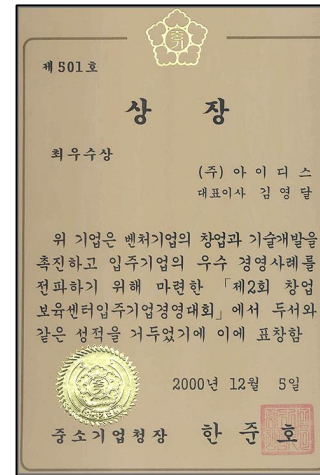 제 501 호
상 장
최우수상
(주) 아 이 디 스
대표이사 김 영 달
위 기업은 벤처기업의 창업과 기술개발을
촉진하고 입주기업의 우수 경영사례를
전파하기 위해 마련한 「제2회 창업
보육센터입주기업경영대회」에서 두서와
같은 성적을 거두었기에 이에 표창함
2000년 12월 5일
중소기업청장 한 준 호